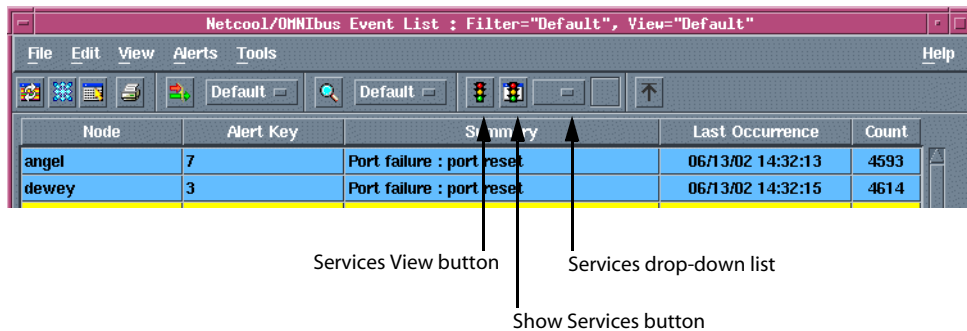 Netcool/OMNIbus Event List : Filter="Default", View="Default"
File Edit View Alerts Tools Help
Default Default
Node Alert Key Summary Last Occurrence Count
angel 7 Port failure : port reset 06/13/02 14:32:13 4593
dewey 3 Port failure : port reset 06/13/02 14:32:15 4614
Services View button Services drop-down list
Show Services button